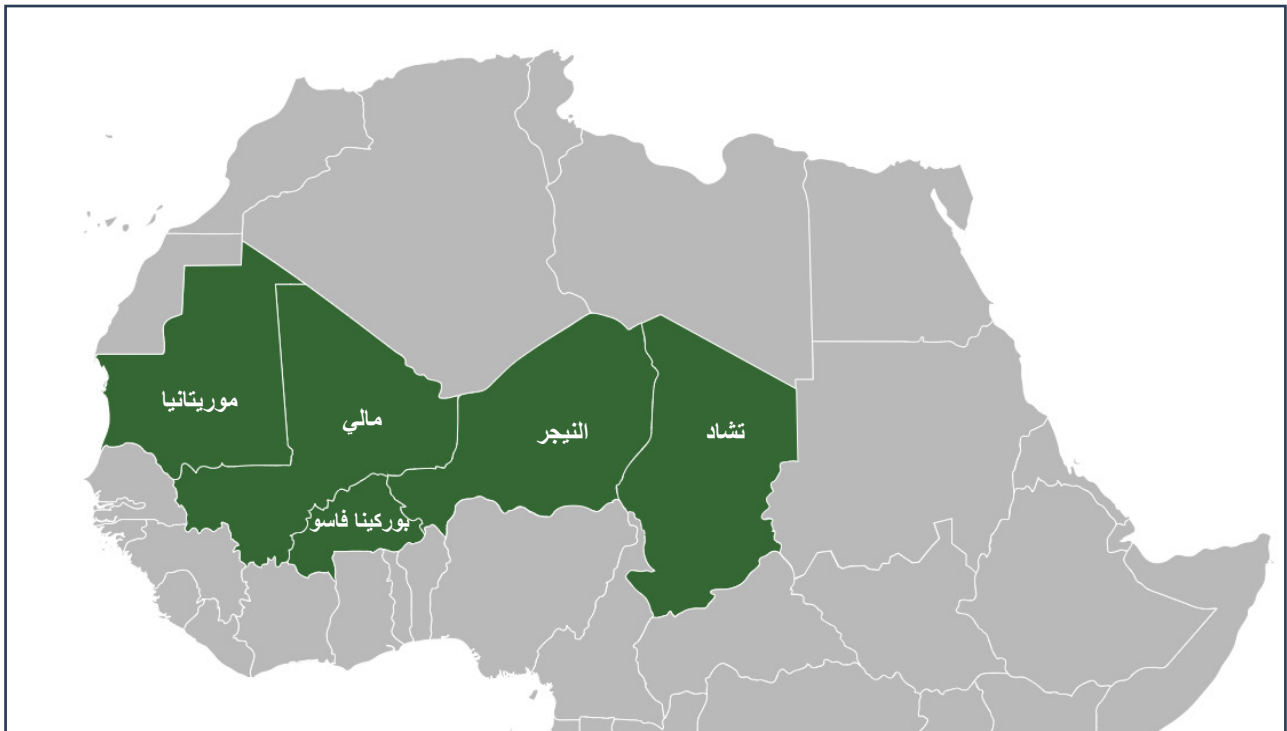 موريتانيا
مالي
النيجر
تشاد
بوركينا فاسو